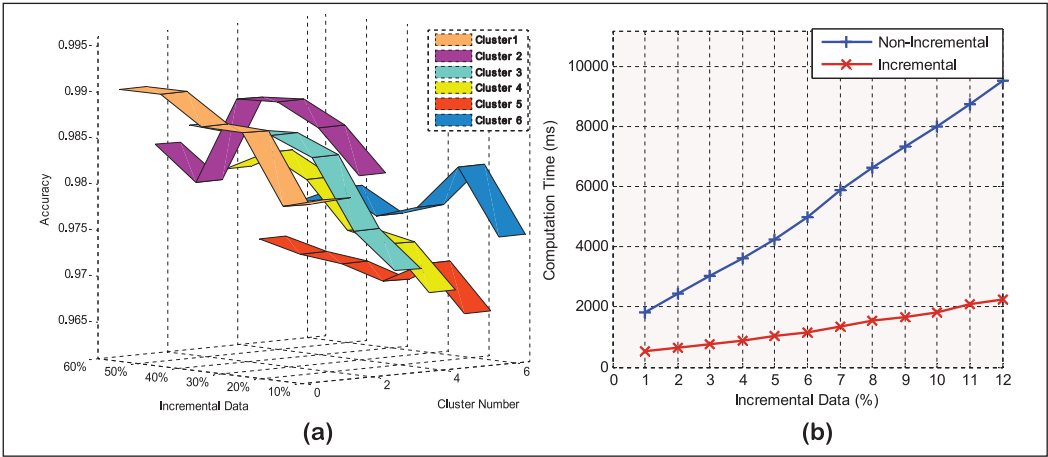 0.995
0.99
0.985
0.98
0.975
0.97
0.965
Accuracy
60%
50%
40%
30%
20%
10%
Incremental Data
0
2
4
6
Cluster Number
Cluster1
Cluster 2
Cluster 3
Cluster 4
Cluster 5
Cluster 6
(a)
Non-Incremental
Incremental
10000
8000
6000
4000
2000
0
Computation Time (ms)
0 1 2 3 4 5 6 7 8 9 10 11 12
Incremental Data (%)
(b)